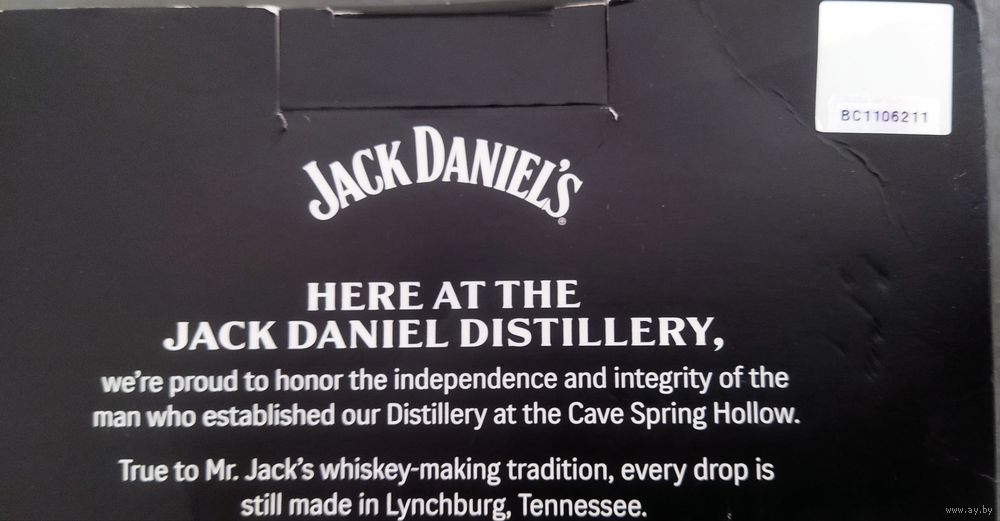 BC1106211
JACK DANIEL'S®
HERE AT THE
JACK DANIEL DISTILLERY,
we're proud to honor the independence and integrity of the
man who established our Distillery at the Cave Spring Hollow.
True to Mr. Jack's whiskey-making tradition, every drop is
still made in Lynchburg, Tennessee.
www.ay.by